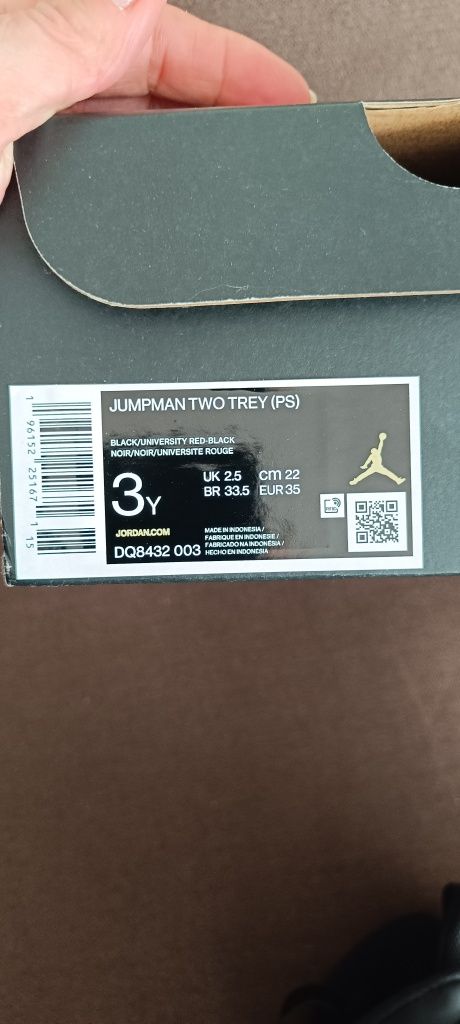 JUMPMAN TWO TREY (PS)
BLACK/UNIVERSITY RED-BLACK
NOIR/NOIR/UNIVERSITE ROUGE
3Y
UK 2.5 cm 22
BR 33.5 EUR 35
JORDAN.COM
DQ8432 003
MADE IN INDONESIA /
FABRIQUE EN INDONESIE /
FABRICADO NA INDONÉSIA /
HECHO EN INDONESIA
1 96152 25167 1 15